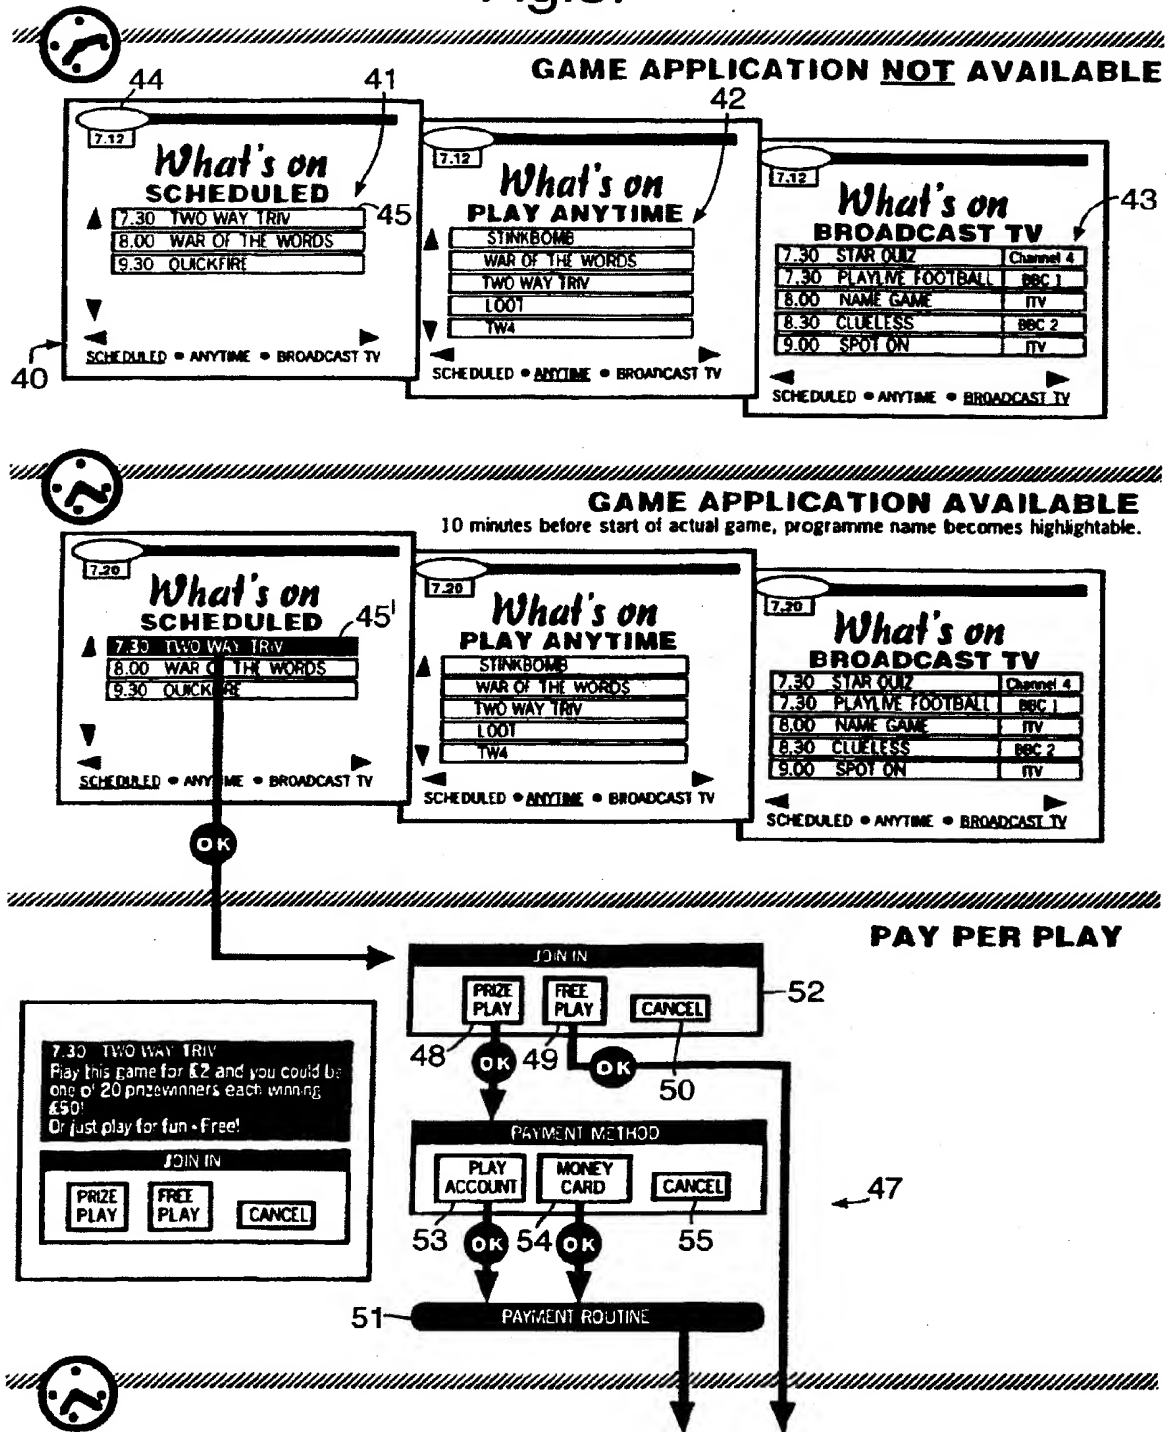 GAME APPLICATION NOT AVAILABLE
44
41
42
7.12
What's on
SCHEDULED
7.30 TWO WAY TRIV
45
8.00 WAR OF THE WORDS
9.30 QUICKFIRE
SCHEDULED • ANYTIME • BROADCAST TV
40
7.12
What's on
PLAY ANYTIME
STINKBOMB
WAR OF THE WORDS
TWO WAY TRIV
LOOT
TW4
SCHEDULED • ANYTIME • BROADCAST TV
7.12
What's on
43
BROADCAST TV
7.30 STAR QUIZ Channel 4
7.30 PLAYLIVE FOOTBALL BBC 1
8.00 NAME GAME ITV
8.30 CLUELESS BBC 2
9.00 SPOT ON ITV
SCHEDULED • ANYTIME • BROADCAST TV
GAME APPLICATION AVAILABLE
10 minutes before start of actual game, programme name becomes highlightable.
7.20
What's on
SCHEDULED
45'
7.30 TWO WAY TRIV
8.00 WAR OF THE WORDS
9.30 QUICKFIRE
SCHEDULED • ANYTIME • BROADCAST TV
7.20
What's on
PLAY ANYTIME
STINKBOMB
WAR OF THE WORDS
TWO WAY TRIV
LOOT
TW4
SCHEDULED • ANYTIME • BROADCAST TV
7.20
What's on
BROADCAST TV
7.30 STAR QUIZ Channel 4
7.30 PLAYLIVE FOOTBALL BBC 1
8.00 NAME GAME ITV
8.30 CLUELESS BBC 2
9.00 SPOT ON ITV
SCHEDULED • ANYTIME • BROADCAST TV
OK
PAY PER PLAY
JOIN IN
PRIZE PLAY
FREE PLAY
CANCEL
52
48
OK
49
OK
50
7.30 TWO WAY TRIV
Play this game for £2 and you could be
one of 20 prizewinners each winning
£50!
Or just play for fun - Free!
JOIN IN
PRIZE PLAY
FREE PLAY
CANCEL
PAYMENT METHOD
PLAY ACCOUNT
MONEY CARD
CANCEL
47
53
OK
54
OK
55
51
PAYMENT ROUTINE